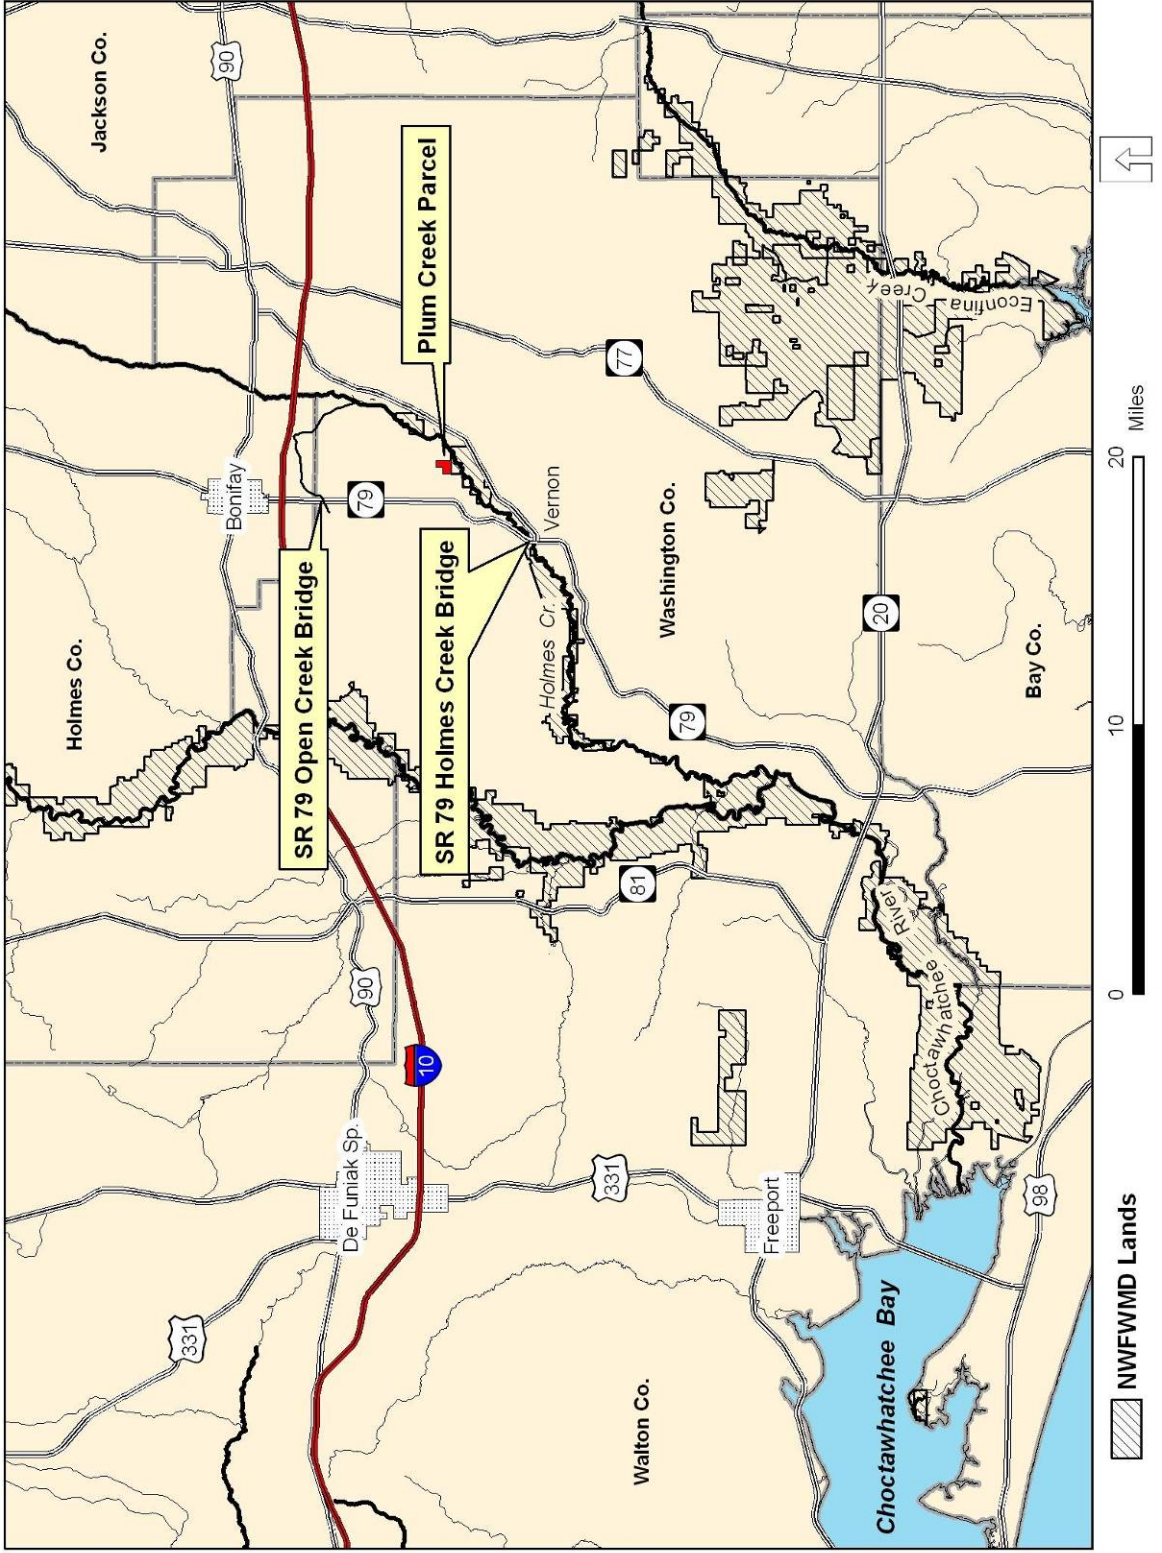 Holmes Co.
Jackson Co.
90
Bonifay
331
SR 79 Open Creek Bridge
De Funiak Sp.
90
79
Plum Creek Parcel
10
SR 79 Holmes Creek Bridge
Vernon
Holmes Cr.
77
331
81
Washington Co.
79
Walton Co.
Freeport
20
Creek
Econfina
River
Choctawhatchee
Choctawhatchee Bay
Bay Co.
98
NWFWMD Lands
0
10
20
Miles